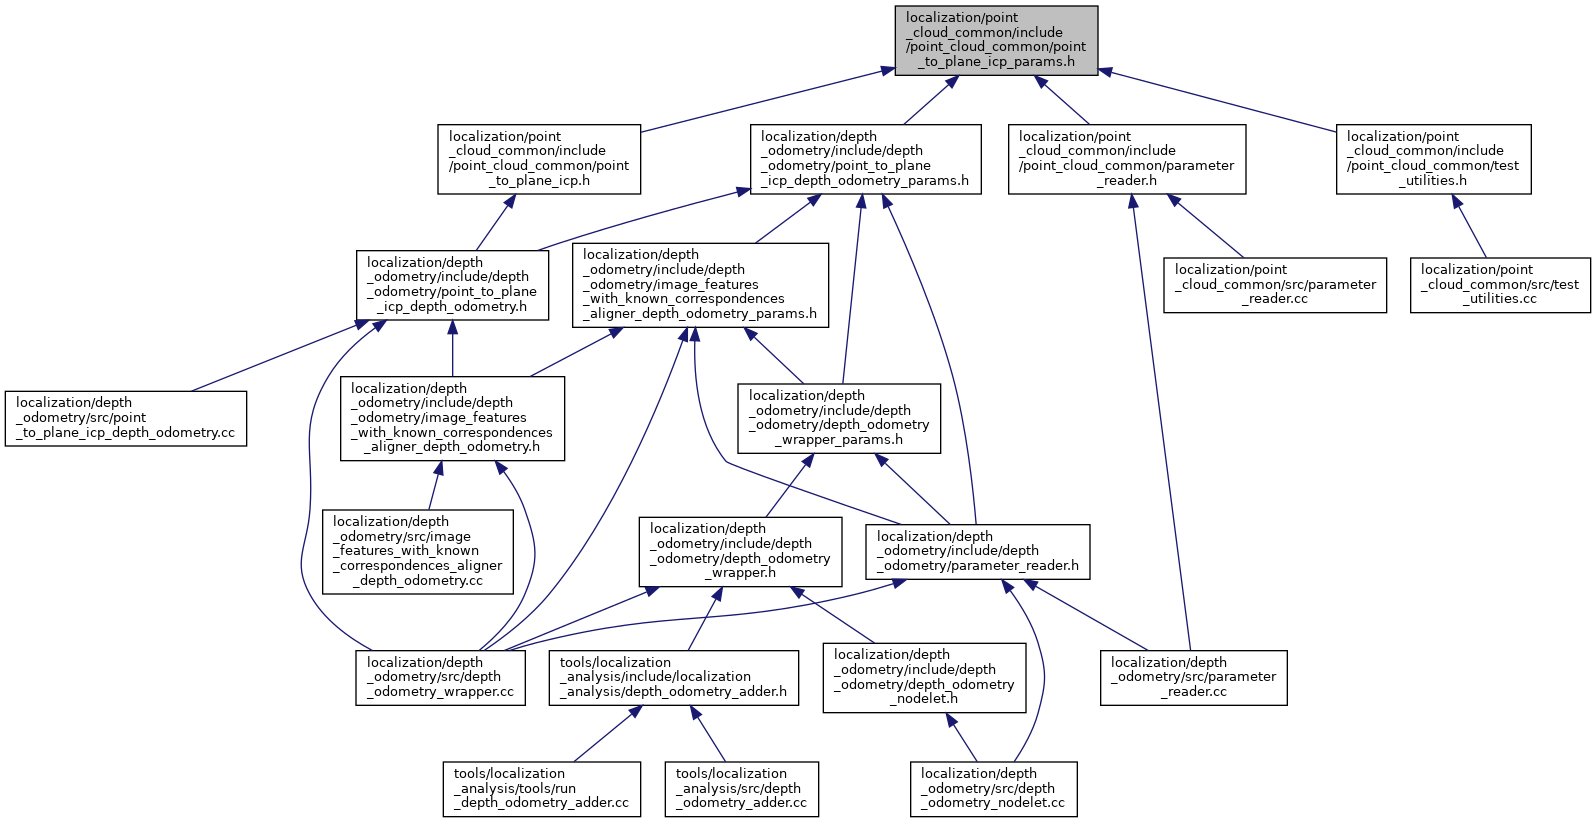 localization/point
_cloud_common/include
/point_cloud_common/point
_to_plane_icp_params.h
localization/point
_cloud_common/include
/point_cloud_common/point
_to_plane_icp.h
localization/depth
_odometry/include/depth
_odometry/point_to_plane
_icp_depth_odometry_params.h
localization/point
_cloud_common/include
/point_cloud_common/parameter
_reader.h
localization/point
_cloud_common/include
/point_cloud_common/test
_utilities.h
localization/depth
_odometry/include/depth
_odometry/point_to_plane
_icp_depth_odometry.h
localization/depth
_odometry/include/depth
_odometry/image_features
_with_known_correspondences
_aligner_depth_odometry_params.h
localization/point
_cloud_common/src/parameter
_reader.cc
localization/point
_cloud_common/src/test
_utilities.cc
localization/depth
_odometry/src/point
_to_plane_icp_depth_odometry.cc
localization/depth
_odometry/include/depth
_odometry/image_features
_with_known_correspondences
_aligner_depth_odometry.h
localization/depth
_odometry/include/depth
_odometry/depth_odometry
_wrapper_params.h
localization/depth
_odometry/src/image
_features_with_known
_correspondences_aligner
_depth_odometry.cc
localization/depth
_odometry/include/depth
_odometry/depth_odometry
_wrapper.h
localization/depth
_odometry/include/depth
_odometry/parameter_reader.h
localization/depth
_odometry/src/depth
_odometry_wrapper.cc
tools/localization
_analysis/include/localization
_analysis/depth_odometry_adder.h
localization/depth
_odometry/include/depth
_odometry/depth_odometry
_nodelet.h
localization/depth
_odometry/src/parameter
_reader.cc
tools/localization
_analysis/tools/run
_depth_odometry_adder.cc
tools/localization
_analysis/src/depth
_odometry_adder.cc
localization/depth
_odometry/src/depth
_odometry_nodelet.cc